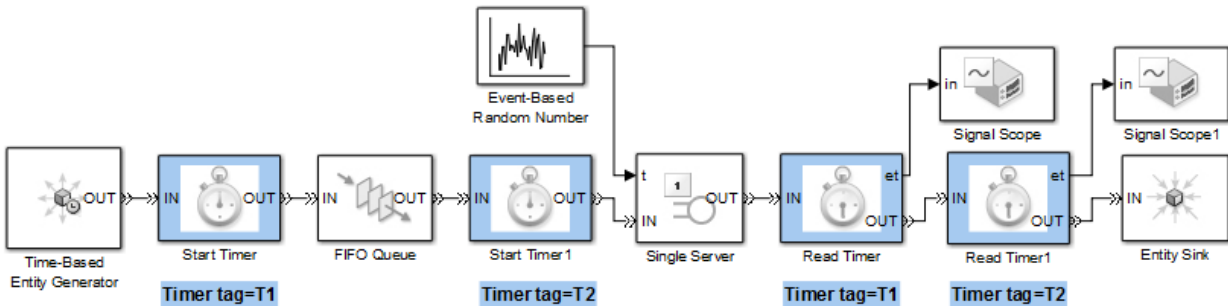 Event-Based
Random Number
in
Signal Scope
in
Signal Scope1
OUT
Time-Based
Entity Generator
IN
OUT
Start Timer
IN
OUT
FIFO Queue
IN
OUT
Start Timer1
t
IN
1
OUT
Single Server
IN
et
OUT
Read Timer
IN
et
OUT
Read Timer1
IN
Entity Sink
Timer tag=T1
Timer tag=T2
Timer tag=T1
Timer tag=T2